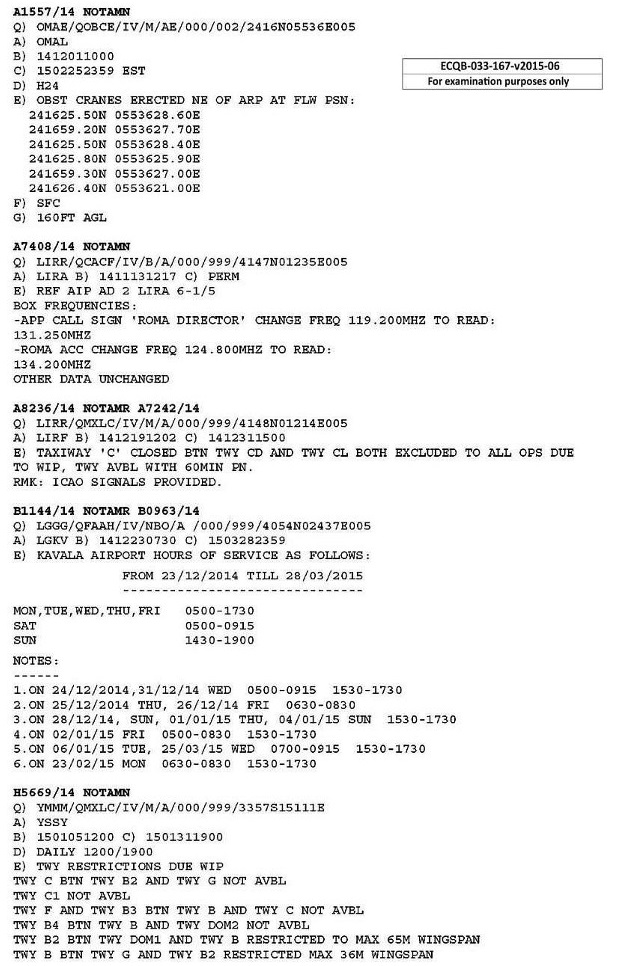 A1557/14 NOTAMN
Q) OMAE/QOBCE/IV/M/AE/000/002/2416N05536E005
A) OMAL
B) 1412011000
C) 1502252359 EST
D) H24
E) OBST CRANES ERECTED NE OF ARP AT FLW PSN:
241625.50N 0553628.60E
241659.20N 0553627.70E
241625.50N 0553628.40E
241625.80N 0553625.90E
241659.30N 0553627.00E
241626.40N 0553621.00E
F) SFC
G) 160FT AGL
ECQB-033-167-v2015-06
For examination purposes only
A7408/14 NOTAMN
Q) LIRR/QCACF/IV/B/A/000/999/4147N01235E005
A) LIRA B) 1411131217 C) PERM
E) REF AIP AD 2 LIRA 6-1/5
BOX FREQUENCIES:
-APP CALL SIGN 'ROMA DIRECTOR' CHANGE FREQ 119.200MHZ TO READ:
131.250MHZ
-ROMA ACC CHANGE FREQ 124.800MHZ TO READ:
134.200MHZ
OTHER DATA UNCHANGED
A8236/14 NOTAMR A7242/14
Q) LIRR/QMXLC/IV/M/A/000/999/4148N01214E005
A) LIRF B) 1412191202 C) 1412311500
E) TAXIWAY 'C' CLOSED BTN TWY CD AND TWY CL BOTH EXCLUDED TO ALL OPS DUE
TO WIP, TWY AVBL WITH 60MIN PN.
RMK: ICAO SIGNALS PROVIDED.
B1144/14 NOTAMR B0963/14
Q) LGGG/QFAAH/IV/NBO/A /000/999/4054N02437E005
A) LGKV B) 1412230730 C) 1503282359
E) KAVALA AIRPORT HOURS OF SERVICE AS FOLLOWS:
FROM 23/12/2014 TILL 28/03/2015
-------------------------------
MON,TUE,WED,THU,FRI 0500-1730
SAT 0500-0915
SUN 1430-1900
NOTES:
------
1.ON 24/12/2014,31/12/14 WED 0500-0915 1530-1730
2.ON 25/12/2014 THU, 26/12/14 FRI 0630-0830
3.ON 28/12/14, SUN, 01/01/15 THU, 04/01/15 SUN 1530-1730
4.ON 02/01/15 FRI 0500-0830 1530-1730
5.ON 06/01/15 TUE, 25/03/15 WED 0700-0915 1530-1730
6.ON 23/02/15 MON 0630-0830 1530-1730
H5669/14 NOTAMN
Q) YMMM/QMXLC/IV/M/A/000/999/3357S15111E
A) YSSY
B) 1501051200 C) 1501311900
D) DAILY 1200/1900
E) TWY RESTRICTIONS DUE WIP
TWY C BTN TWY B2 AND TWY G NOT AVBL
TWY C1 NOT AVBL
TWY F AND TWY B3 BTN TWY B AND TWY C NOT AVBL
TWY B4 BTN TWY B AND TWY DOM2 NOT AVBL
TWY B2 BTN TWY DOM1 AND TWY B RESTRICTED TO MAX 65M WINGSPAN
TWY B BTN TWY G AND TWY B2 RESTRICTED MAX 36M WINGSPAN